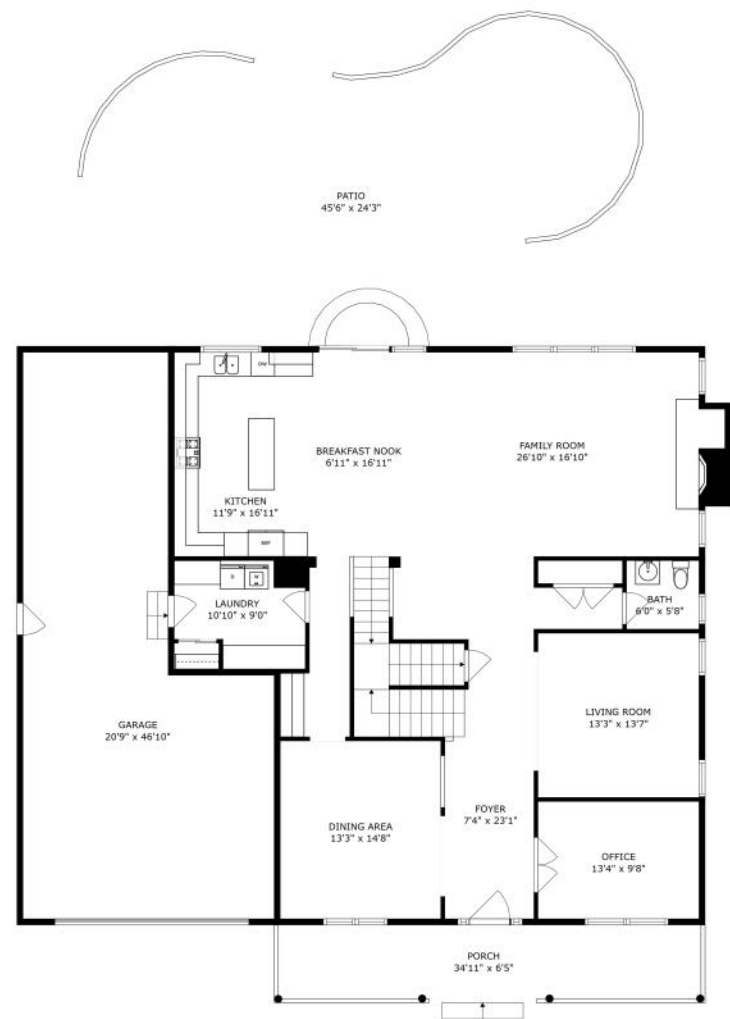 PATIO
45'6" x 24'3"
DW
BREAKFAST NOOK
6'11" x 16'11"
FAMILY ROOM
26'10" x 16'10"
KITCHEN
11'9" x 16'11"
REF
D
W
LAUNDRY
10'10" x 9'0"
BATH
6'0" x 5'8"
GARAGE
20'9" x 46'10"
LIVING ROOM
13'3" x 13'7"
FOYER
7'4" x 23'1"
DINING AREA
13'3" x 14'8"
OFFICE
13'4" x 9'8"
PORCH
34'11" x 6'5"